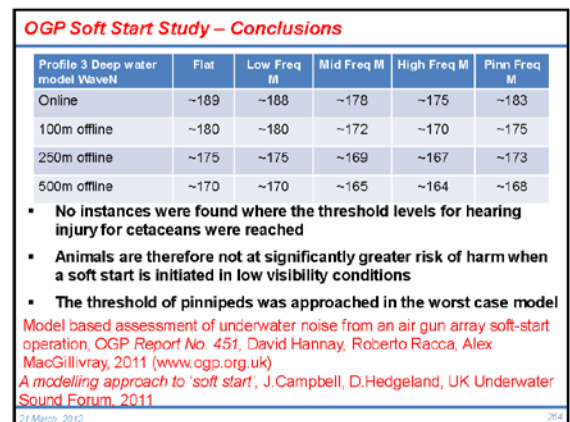 OGP Soft Start Study – Conclusions
Profile 3 Deep water Flat Low Freq Mid Freq M High Freq M Pinn Freq
model WaveN M M
Online ~189 ~188 ~178 ~175 ~183
100m offline ~180 ~180 ~172 ~170 ~175
250m offline ~175 ~175 ~169 ~167 ~173
500m offline ~170 ~170 ~165 ~164 ~168
▪ No instances were found where the threshold levels for hearing
injury for cetaceans were reached
▪ Animals are therefore not at significantly greater risk of harm when
a soft start is initiated in low visibility conditions
▪ The threshold of pinnipeds was approached in the worst case model
Model based assessment of underwater noise from an air gun array soft-start
operation, OGP Report No. 451, David Hannay, Roberto Racca, Alex
MacGillivray, 2011 (www.ogp.org.uk)
A modelling approach to 'soft start', J.Campbell, D.Hedgeland, UK Underwater
Sound Forum, 2011
21 March, 2012 264